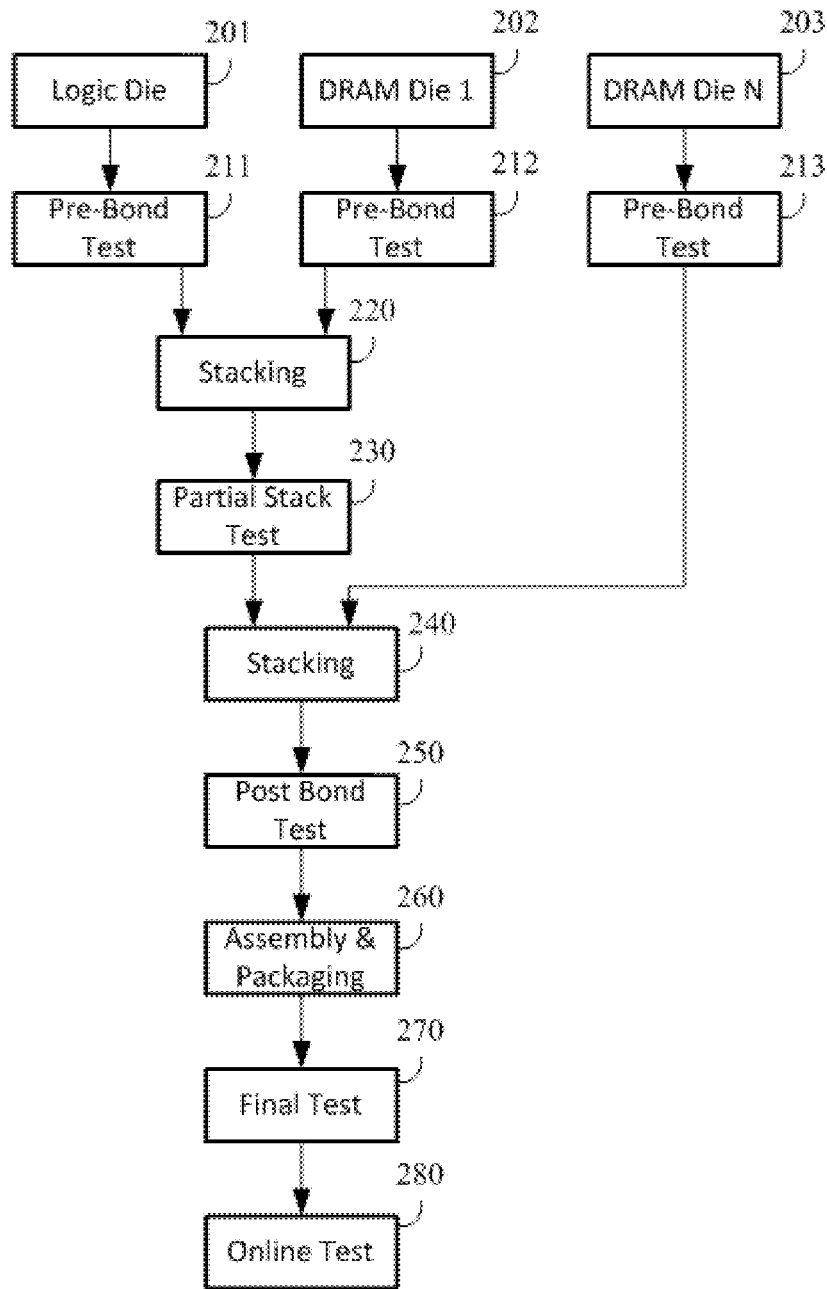 201
202
203
Logic Die
DRAM Die 1
DRAM Die N
211
212
213
Pre-Bond
Test
Pre-Bond
Test
Pre-Bond
Test
220
Stacking
230
Partial Stack
Test
240
Stacking
250
Post Bond
Test
260
Assembly &
Packaging
270
Final Test
280
Online Test